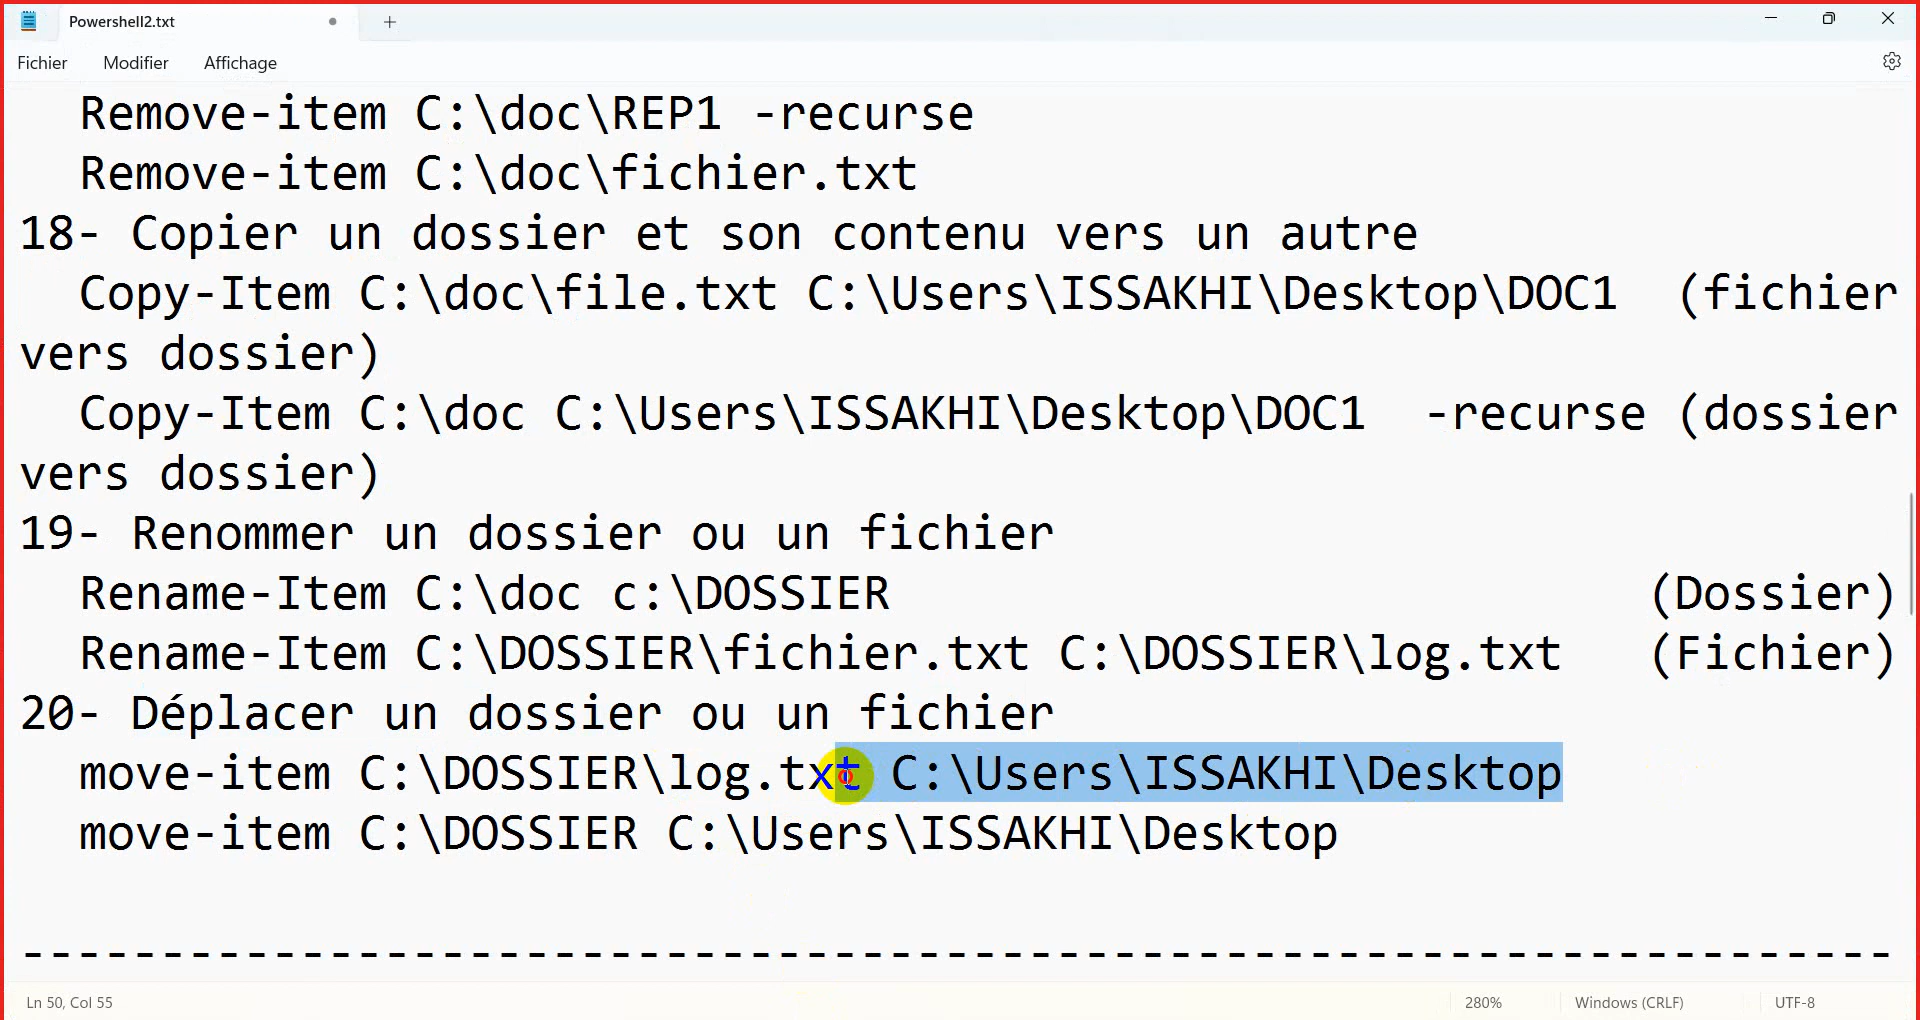 Powershell2.txt
Fichier Modifier Affichage
Remove-item C:\doc\REP1 -recurse
Remove-item C:\doc\fichier.txt
18- Copier un dossier et son contenu vers un autre
Copy-Item C:\doc\file.txt C:\Users\ISSAKHI\Desktop\DOC1 (fichier
vers dossier)
Copy-Item C:\doc C:\Users\ISSAKHI\Desktop\DOC1 -recurse (dossier
vers dossier)
19- Renommer un dossier ou un fichier
Rename-Item C:\doc c:\DOSSIER (Dossier)
Rename-Item C:\DOSSIER\fichier.txt C:\DOSSIER\log.txt (Fichier)
20- Déplacer un dossier ou un fichier
move-item C:\DOSSIER\log.txt C:\Users\ISSAKHI\Desktop
move-item C:\DOSSIER C:\Users\ISSAKHI\Desktop
-------------------------------------------------------------------
Ln 50, Col 55 280% Windows (CRLF) UTF-8